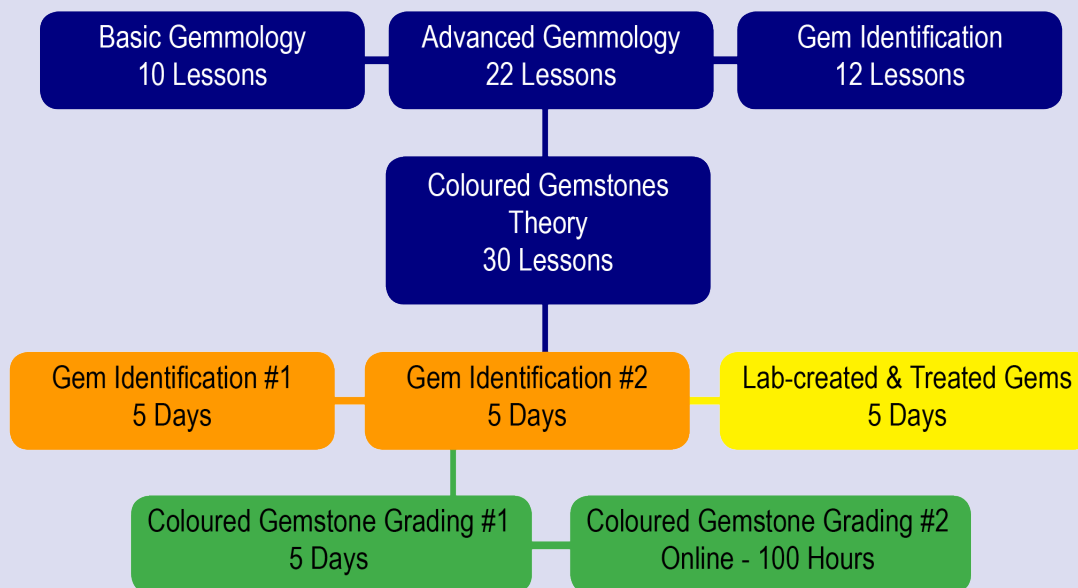 Basic Gemmology
10 Lessons
Advanced Gemmology
22 Lessons
Gem Identification
12 Lessons
Coloured Gemstones
Theory
30 Lessons
Gem Identification #1
5 Days
Gem Identification #2
5 Days
Lab-created & Treated Gems
5 Days
Coloured Gemstone Grading #1
5 Days
Coloured Gemstone Grading #2
Online - 100 Hours